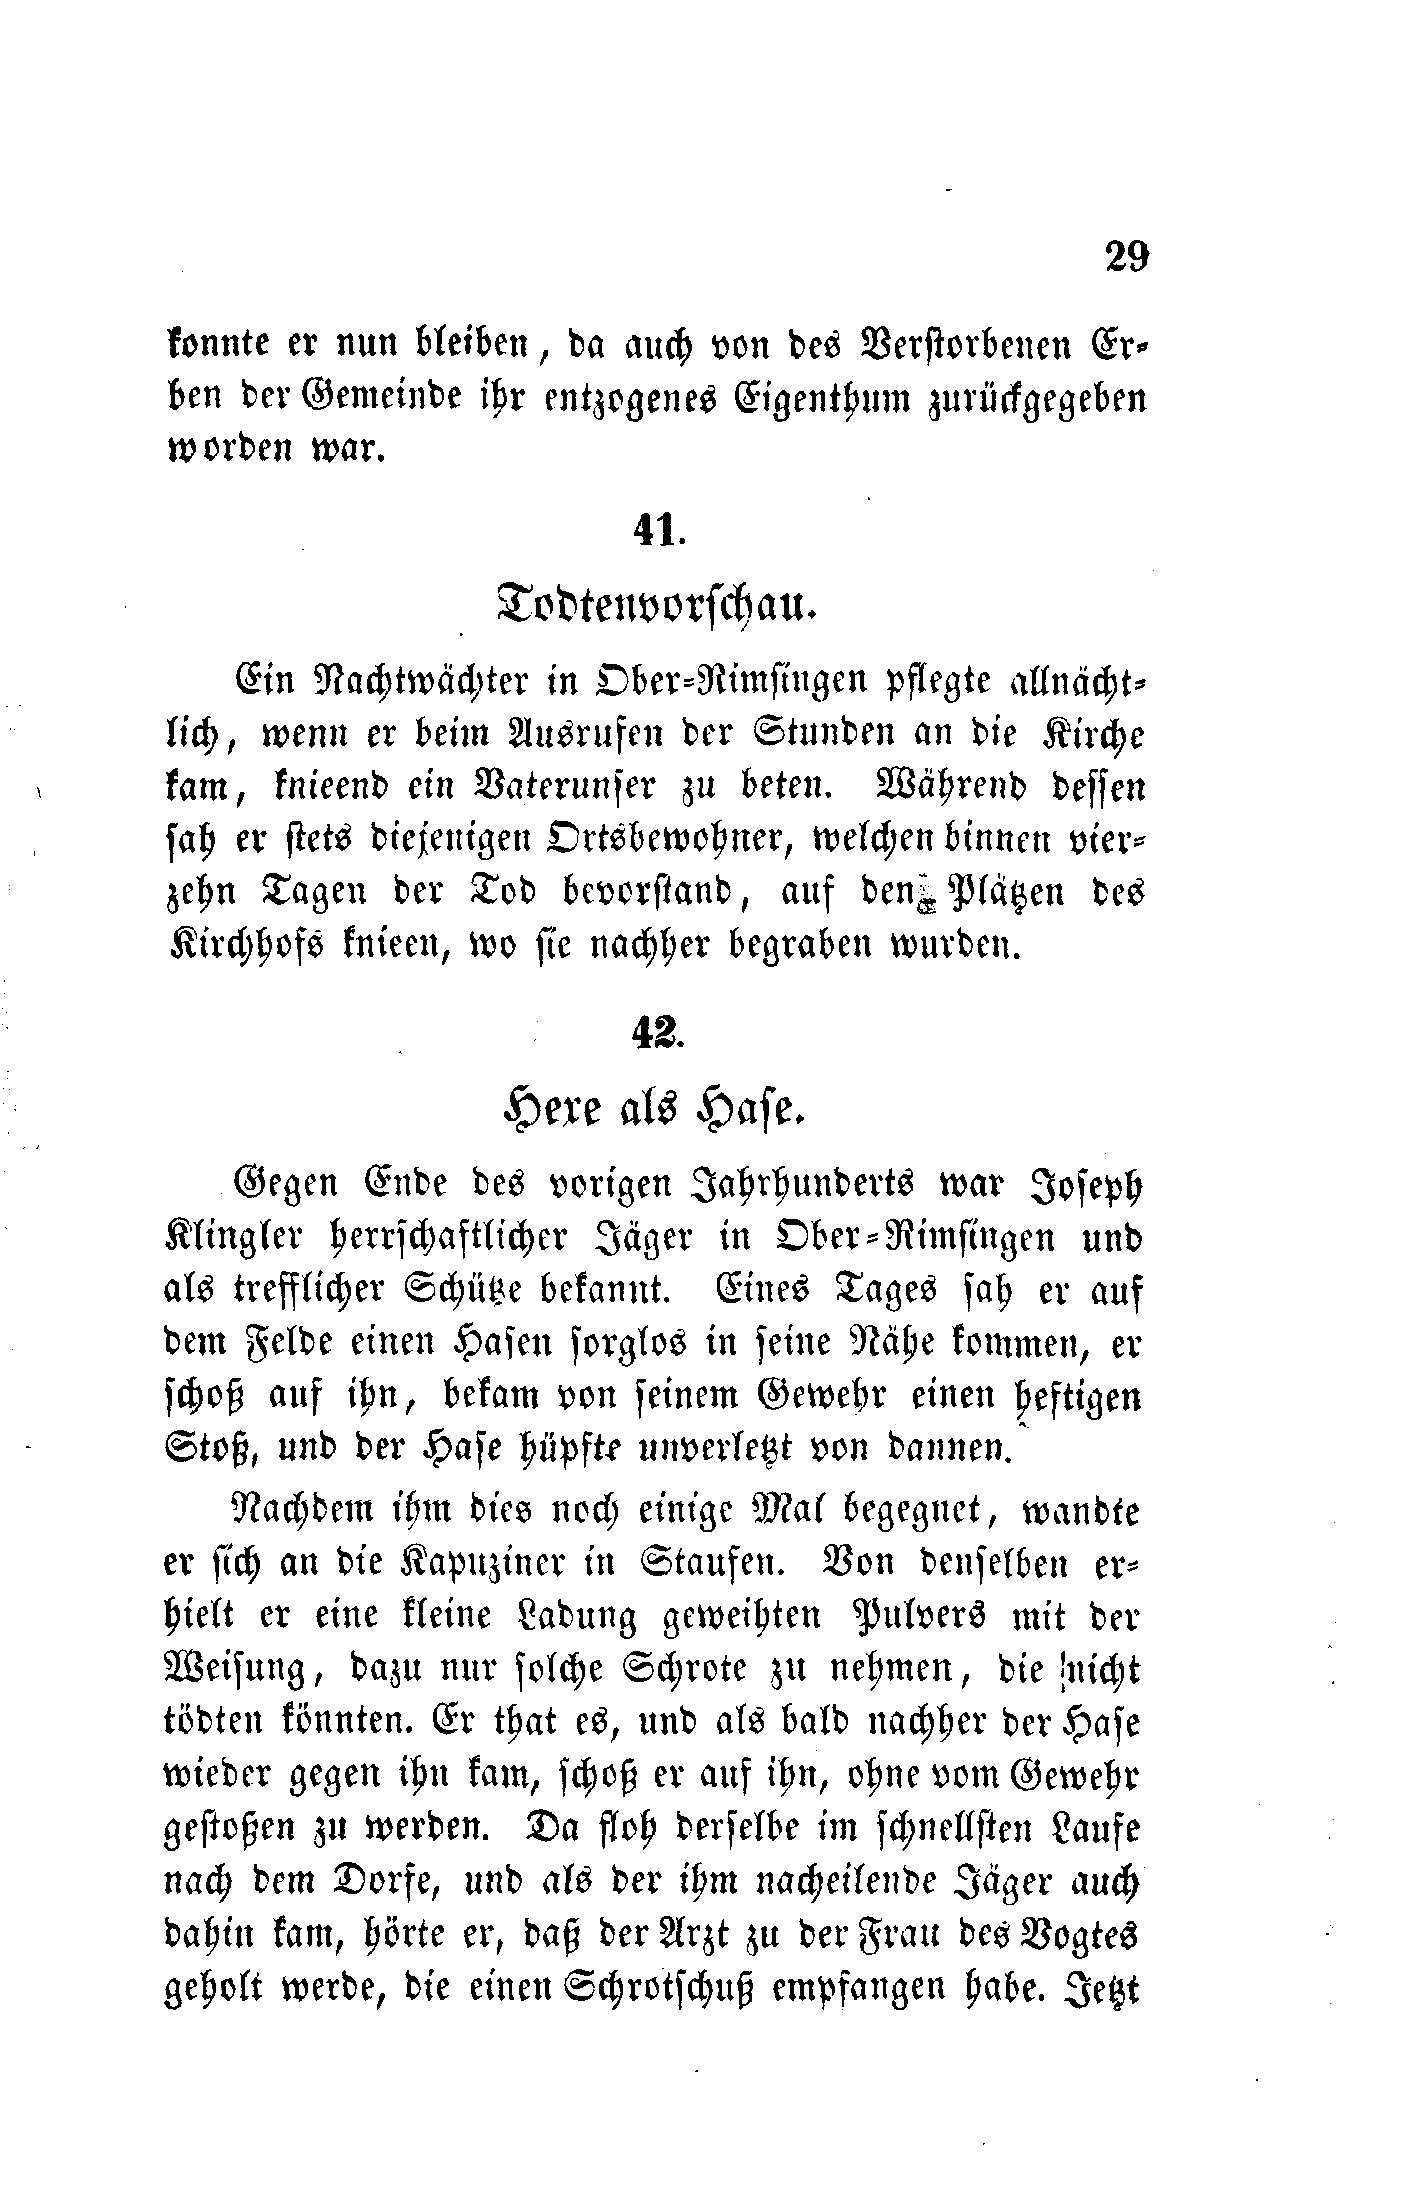 29
konnte er nun bleiben, da auch von des Verstorbenen Er-
ben der Gemeinde ihr entzogenes Eigenthum zurückgegeben
worden war.
41.
Todtenvorschau.
Ein Nachtwächter in Ober-Rimsingen pflegte allnächt-
lich, wenn er beim Ausrufen der Stunden an die Kirche
kam, knieend ein Vaterunser zu beten. Während dessen
sah er stets diejenigen Ortsbewohner, welchen binnen vier-
zehn Tagen der Tod bevorstand, auf den Plätzen des
Kirchhofs knieen, wo sie nachher begraben wurden.
42.
Hexe als Hase.
Gegen Ende des vorigen Jahrhunderts war Joseph
Klingler herrschaftlicher Jäger in Ober-Rimsingen und
als trefflicher Schütze bekannt. Eines Tages sah er auf
dem Felde einen Hasen sorglos in seine Nähe kommen, er
schoß auf ihn, bekam von seinem Gewehr einen heftigen
Stoß, und der Hase hüpfte unverletzt von dannen.
Nachdem ihm dies noch einige Mal begegnet, wandte
er sich an die Kapuziner in Staufen. Von denselben er-
hielt er eine kleine Ladung geweihten Pulvers mit der
Weisung, dazu nur solche Schrote zu nehmen, die nicht
tödten könnten. Er that es, und als bald nachher der Hase
wieder gegen ihn kam, schoß er auf ihn, ohne vom Gewehr
gestoßen zu werden. Da floh derselbe im schnellsten Laufe
nach dem Dorfe, und als der ihm nacheilende Jäger auch
dahin kam, hörte er, daß der Arzt zu der Frau des Vogtes
geholt werde, die einen Schrotschuß empfangen habe. Jetzt